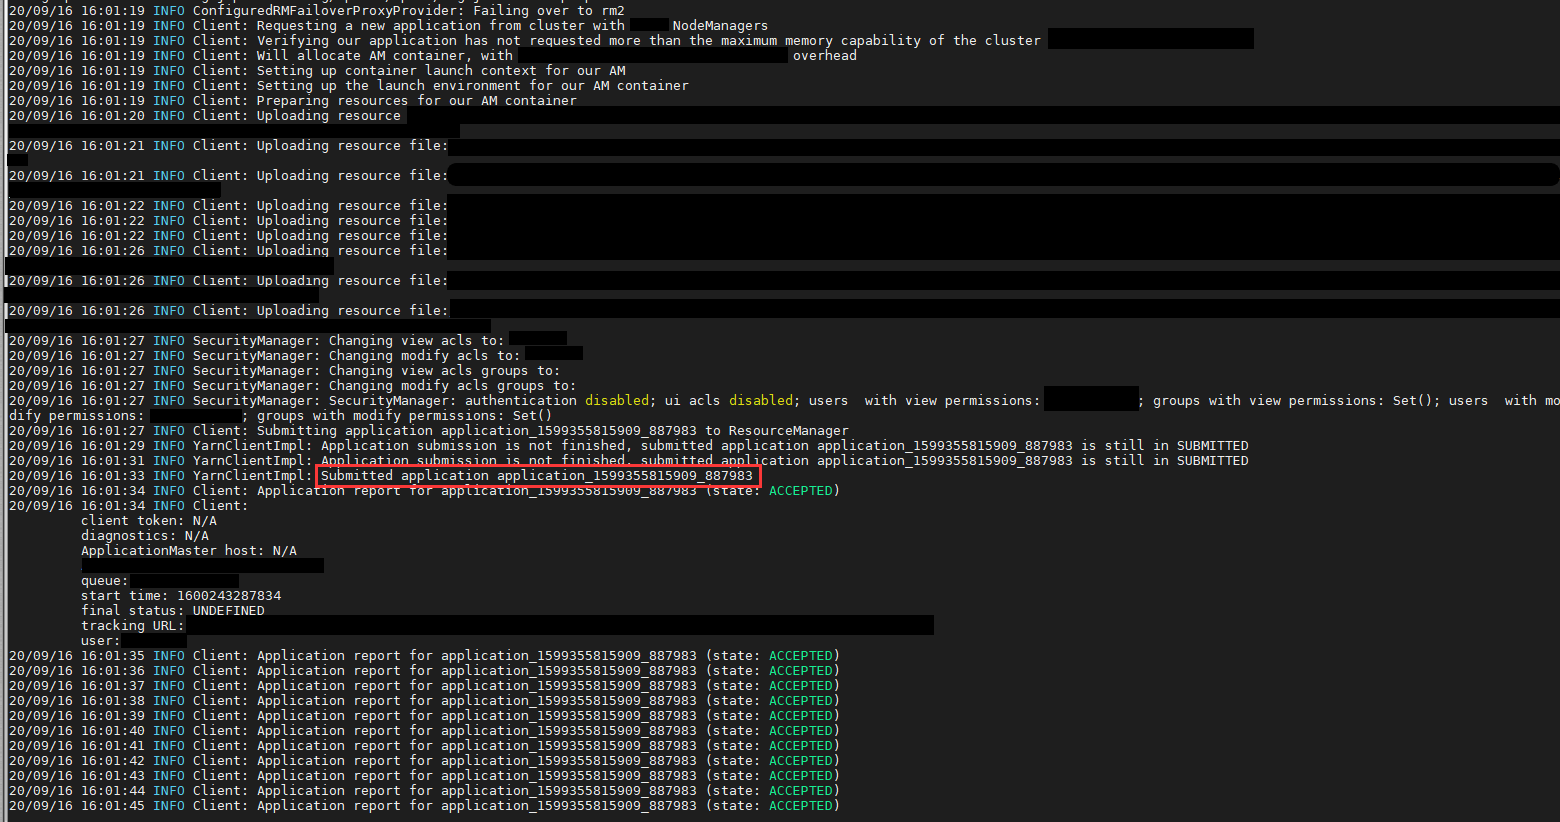 20/09/16 16:01:19 INFO ConfiguredRMFailoverProxyProvider: Failing over to rm2
20/09/16 16:01:19 INFO Client: Requesting a new application from cluster with NodeManagers
20/09/16 16:01:19 INFO Client: Verifying our application has not requested more than the maximum memory capability of the cluster
20/09/16 16:01:19 INFO Client: Will allocate AM container, with overhead
20/09/16 16:01:19 INFO Client: Setting up container launch context for our AM
20/09/16 16:01:19 INFO Client: Setting up the launch environment for our AM container
20/09/16 16:01:19 INFO Client: Preparing resources for our AM container
20/09/16 16:01:20 INFO Client: Uploading resource
20/09/16 16:01:21 INFO Client: Uploading resource file:
20/09/16 16:01:21 INFO Client: Uploading resource file:
20/09/16 16:01:22 INFO Client: Uploading resource file:
20/09/16 16:01:22 INFO Client: Uploading resource file:
20/09/16 16:01:22 INFO Client: Uploading resource file:
20/09/16 16:01:26 INFO Client: Uploading resource file:
20/09/16 16:01:26 INFO Client: Uploading resource file:
20/09/16 16:01:26 INFO Client: Uploading resource file:
20/09/16 16:01:27 INFO SecurityManager: Changing view acls to:
20/09/16 16:01:27 INFO SecurityManager: Changing modify acls to:
20/09/16 16:01:27 INFO SecurityManager: Changing view acls groups to:
20/09/16 16:01:27 INFO SecurityManager: Changing modify acls groups to:
20/09/16 16:01:27 INFO SecurityManager: SecurityManager: authentication disabled; ui acls disabled; users  with view permissions: ; groups with view permissions: Set(); users  with mo
dify permissions: ; groups with modify permissions: Set()
20/09/16 16:01:27 INFO Client: Submitting application application_1599355815909_887983 to ResourceManager
20/09/16 16:01:29 INFO YarnClientImpl: Application submission is not finished, submitted application application_1599355815909_887983 is still in SUBMITTED
20/09/16 16:01:31 INFO YarnClientImpl: Application submission is not finished, submitted application application_1599355815909_887983 is still in SUBMITTED
20/09/16 16:01:33 INFO YarnClientImpl: Submitted application application_1599355815909_887983
20/09/16 16:01:34 INFO Client: Application report for application_1599355815909_887983 (state: ACCEPTED)
20/09/16 16:01:34 INFO Client:
client token: N/A
diagnostics: N/A
ApplicationMaster host: N/A
queue:
start time: 1600243287834
final status: UNDEFINED
tracking URL:
user:
20/09/16 16:01:35 INFO Client: Application report for application_1599355815909_887983 (state: ACCEPTED)
20/09/16 16:01:36 INFO Client: Application report for application_1599355815909_887983 (state: ACCEPTED)
20/09/16 16:01:37 INFO Client: Application report for application_1599355815909_887983 (state: ACCEPTED)
20/09/16 16:01:38 INFO Client: Application report for application_1599355815909_887983 (state: ACCEPTED)
20/09/16 16:01:39 INFO Client: Application report for application_1599355815909_887983 (state: ACCEPTED)
20/09/16 16:01:40 INFO Client: Application report for application_1599355815909_887983 (state: ACCEPTED)
20/09/16 16:01:41 INFO Client: Application report for application_1599355815909_887983 (state: ACCEPTED)
20/09/16 16:01:42 INFO Client: Application report for application_1599355815909_887983 (state: ACCEPTED)
20/09/16 16:01:43 INFO Client: Application report for application_1599355815909_887983 (state: ACCEPTED)
20/09/16 16:01:44 INFO Client: Application report for application_1599355815909_887983 (state: ACCEPTED)
20/09/16 16:01:45 INFO Client: Application report for application_1599355815909_887983 (state: ACCEPTED)